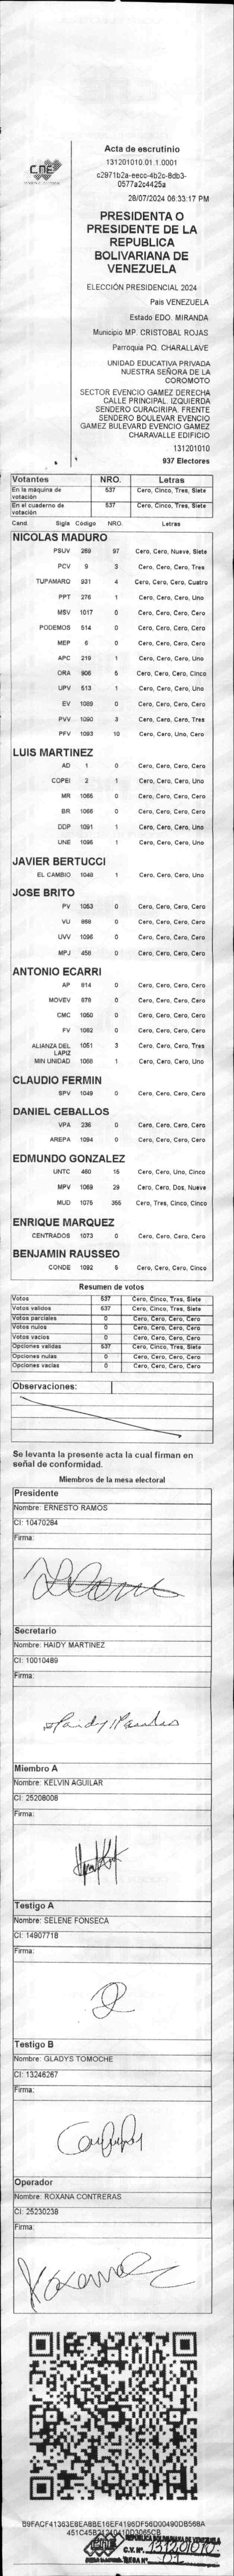 CNE
Acta de escrutinio
131201010.01.1.0001
c2971b2a-eecc-4b2c-8db3-
0577a2c4425a
28/07/2024 06:33:17 PM
PRESIDENTA O
PRESIDENTE DE LA
REPUBLICA
BOLIVARIANA DE
VENEZUELA
ELECCIÓN PRESIDENCIAL 2024
Pais VENEZUELA
Estado EDO. MIRANDA
Municipio MP. CRISTOBAL ROJAS
Parroquia PQ. CHARALLAVE
UNIDAD EDUCATIVA PRIVADA
NUESTRA SEÑORA DE LA
COROMOTO
SECTOR EVENCIO GAMEZ DERECHA
CALLE PRINCIPAL. IZQUIERDA
SENDERO CURACIRIPA. FRENTE
SENDERO BOULEVAR EVENCIO
GAMEZ BULEVARD EVENCIO GAMEZ
CHARAVALLE EDIFICIO
131201010
937 Electores
Votantes NRO. Letras
En la máquina de votación 537 Cero, Cinco, Tres, Siete
En el cuaderno de votación 537 Cero, Cinco, Tres, Siete
Cand. Sigla Código NRO. Letras
NICOLAS MADURO
PSUV 269 97 Cero, Cero, Nueve, Siete
PCV 9 3 Cero, Cero, Cero, Tres
TUPAMARO 931 4 Cero, Cero, Cero, Cuatro
PPT 276 1 Cero, Cero, Cero, Uno
MSV 1017 0 Cero, Cero, Cero, Cero
PODEMOS 514 0 Cero, Cero, Cero, Cero
MEP 6 0 Cero, Cero, Cero, Cero
APC 219 1 Cero, Cero, Cero, Uno
ORA 906 5 Cero, Cero, Cero, Cinco
UPV 513 1 Cero, Cero, Cero, Uno
EV 1089 0 Cero, Cero, Cero, Cero
PVV 1090 3 Cero, Cero, Cero, Tres
PFV 1093 10 Cero, Cero, Uno, Cero
LUIS MARTINEZ
AD 1 0 Cero, Cero, Cero, Cero
COPEI 2 1 Cero, Cero, Cero, Uno
MR 1065 0 Cero, Cero, Cero, Cero
BR 1066 0 Cero, Cero, Cero, Cero
DDP 1091 1 Cero, Cero, Cero, Uno
UNE 1096 1 Cero, Cero, Cero, Uno
JAVIER BERTUCCI
EL CAMBIO 1048 1 Cero, Cero, Cero, Uno
JOSE BRITO
PV 1053 0 Cero, Cero, Cero, Cero
VU 868 0 Cero, Cero, Cero, Cero
UVV 0 Cero, Cero, Cero, Cero
MPJ 458 0 Cero, Cero, Cero, Cero
ANTONIO ECARRI
AP 814 0 Cero, Cero, Cero, Cero
MOVEV 978 0 Cero, Cero, Cero, Cero
CMC 1050 0 Cero, Cero, Cero, Cero
FV 1062 0 Cero, Cero, Cero, Cero
ALIANZA DEL LAPIZ 1051 3 Cero, Cero, Cero, Tres
MIN UNIDAD 1068 1 Cero, Cero, Cero, Uno
CLAUDIO FERMIN
SPV 1049 0 Cero, Cero, Cero, Cero
DANIEL CEBALLOS
VPA 236 0 Cero, Cero, Cero, Cero
AREPA 1094 0 Cero, Cero, Cero, Cero
EDMUNDO GONZALEZ
UNTC 460 15 Cero, Cero, Uno, Cinco
MPV 1069 29 Cero, Cero, Dos, Nueve
MUD 1075 355 Cero, Tres, Cinco, Cinco
ENRIQUE MARQUEZ
CENTRADOS 1073 0 Cero, Cero, Cero, Cero
BENJAMIN RAUSSEO
CONDE 1092 5 Cero, Cero, Cero, Cinco
Resumen de votos
Votos 537 Cero, Cinco, Tres, Siete
Votos validos 537 Cero, Cinco, Tres, Siete
Votos parciales 0 Cero, Cero, Cero, Cero
Votos nulos 0 Cero, Cero, Cero, Cero
Votos vacios 0 Cero, Cero, Cero, Cero
Opciones validas 537 Cero, Cinco, Tres, Siete
Opciones nulas 0 Cero, Cero, Cero, Cero
Opciones vacias 0 Cero, Cero, Cero, Cero
Observaciones:
Se levanta la presente acta la cual firman en
señal de conformidad.
Miembros de la mesa electoral
Presidente
Nombre: ERNESTO RAMOS
CI: 10470284
Firma:
Secretario
Nombre: HAIDY MARTINEZ
CI: 10010489
Firma:
Miembro A
Nombre: KELVIN AGUILAR
CI: 25208008
Firma:
Testigo A
Nombre: SELENE FONSECA
CI: 14907718
Firma:
Testigo B
Nombre: GLADYS TOMOCHE
CI: 13246267
Firma:
Operador
Nombre: ROXANA CONTRERAS
CI: 25230238
Firma:
CNE
REPUBLICA BOLIVARIANA DE VENEZUELA
C.V. Nº. 131201010.
MESA Nº. 01